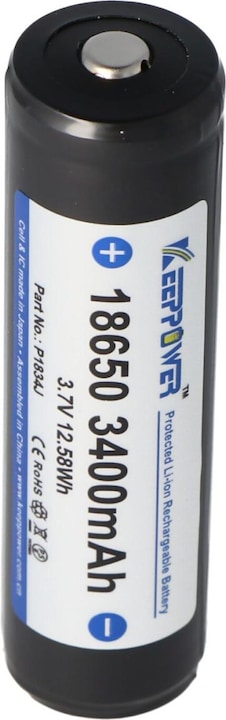 KEEPPOWER™
Protected Li-ion Rechargeable Battery
+ 18650 3400mAh −
3.7V 12.58Wh
Part No.: P1834J CE RoHS
Cell & IC made in Japan • Assembled in China • www.keeppower.com.cn